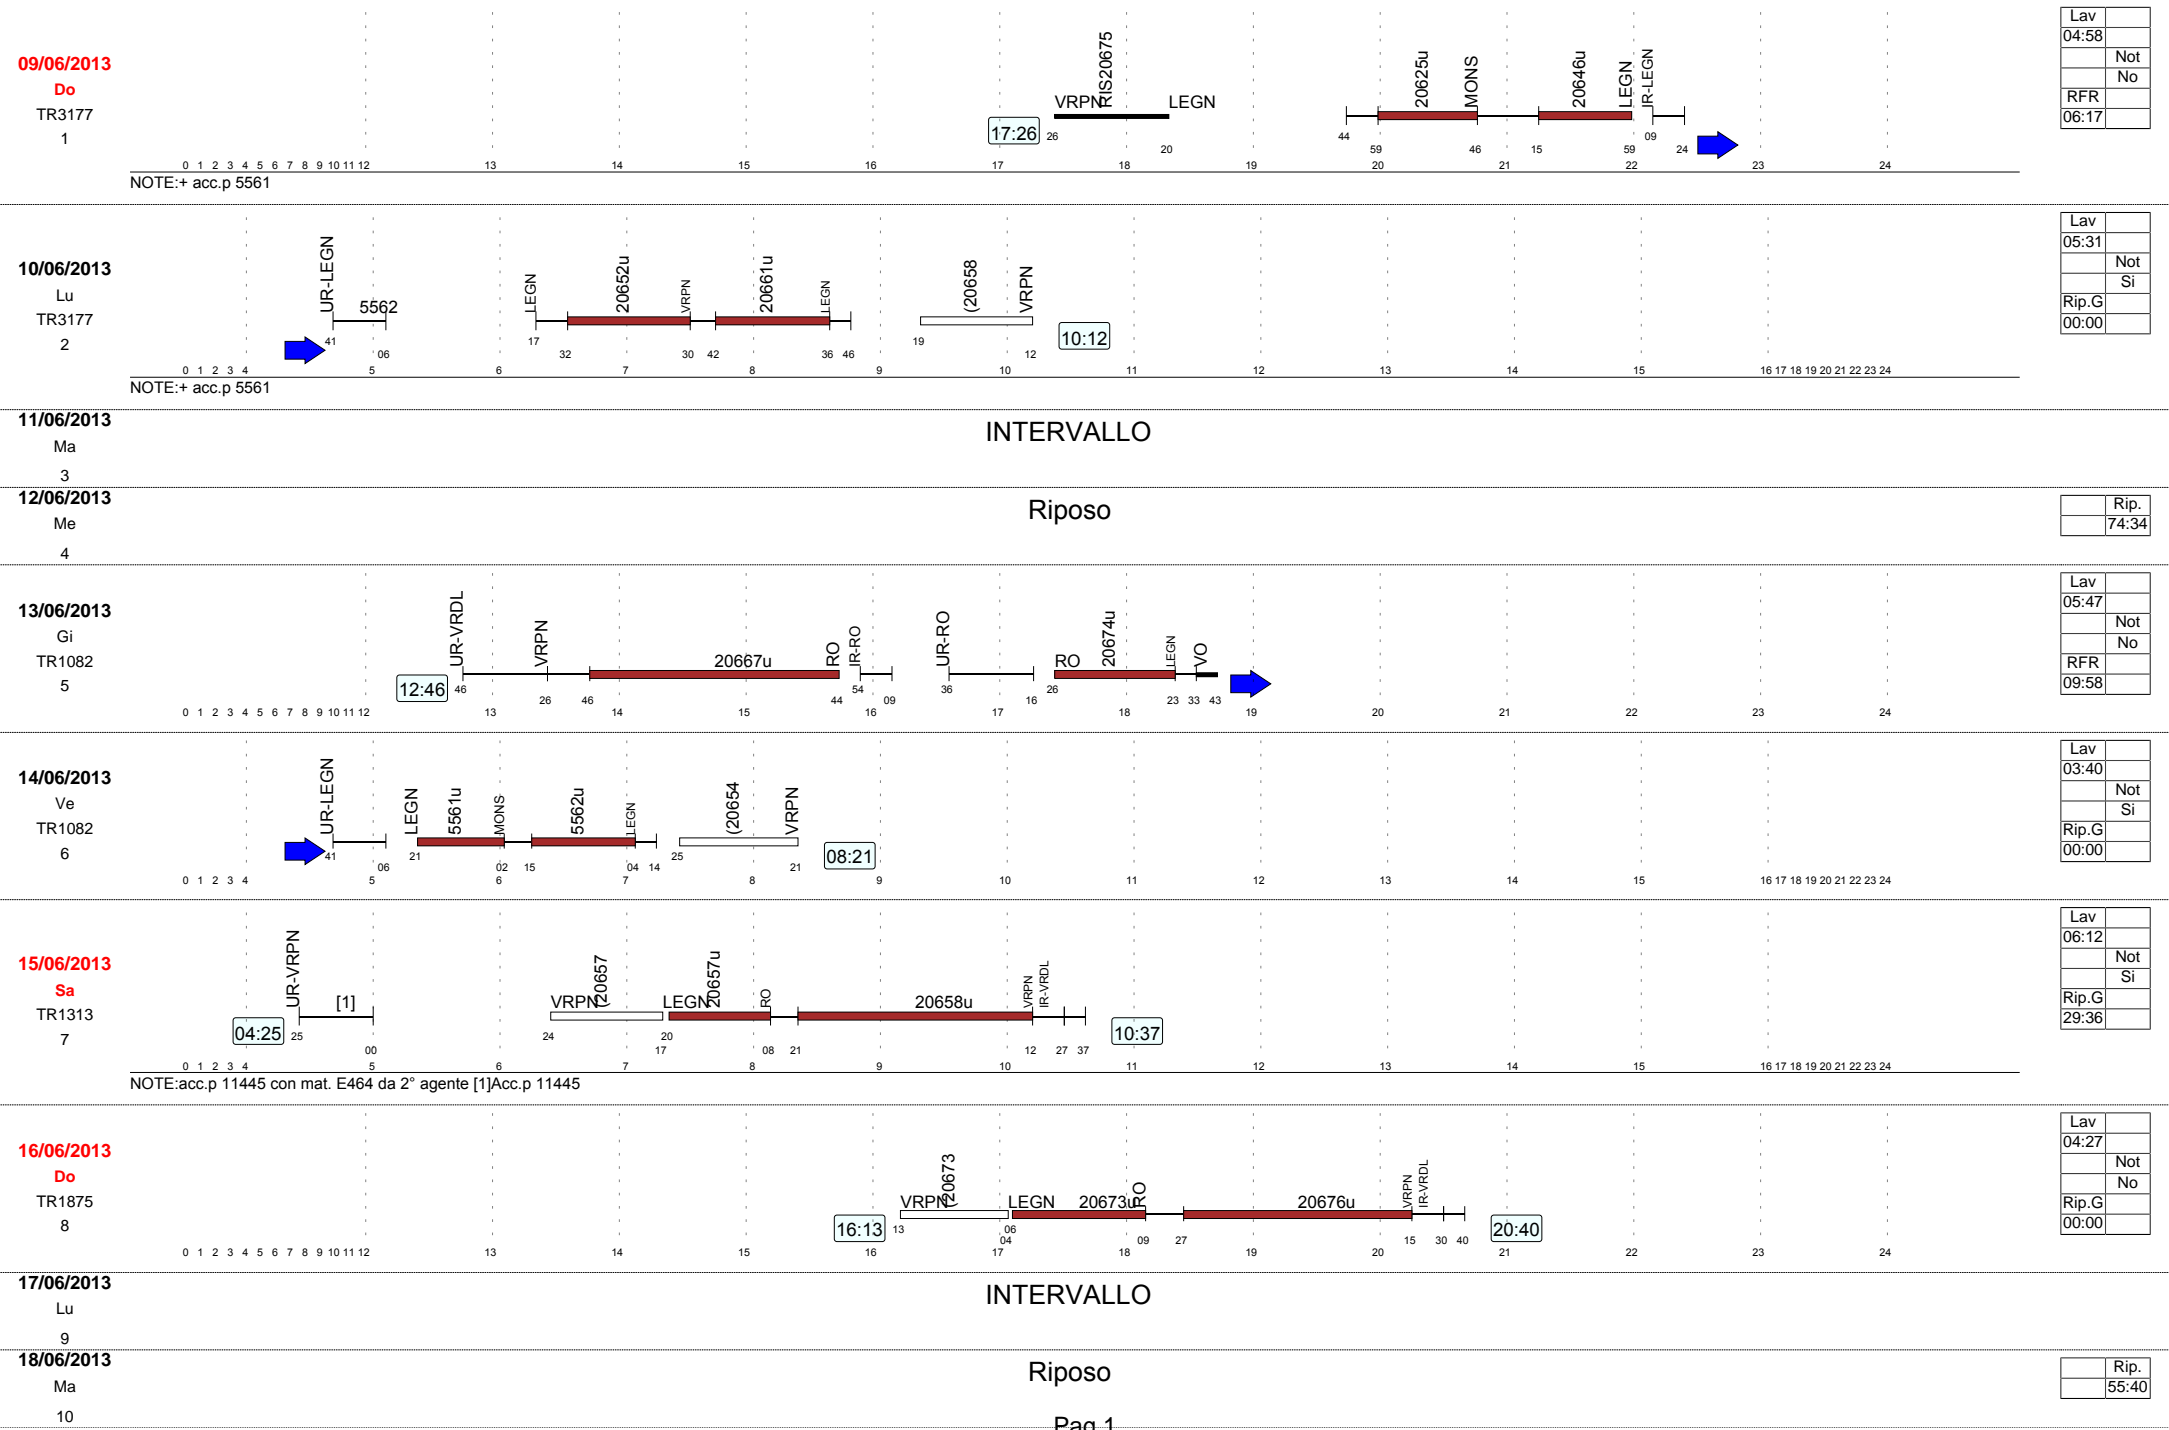 09/06/2013
Do
TR3177
1
17:26
VRPN RIS20675 LEGN
20625u MONS 20646u LEGN IR-LEGN
26 20 44 59 46 15 59 09 24
0 1 2 3 4 5 6 7 8 9 10 11 12 13 14 15 16 17 18 19 20 21 22 23 24
NOTE:+ acc.p 5561
Lav
04:58
Not
No
RFR
06:17
10/06/2013
Lu
TR3177
2
UR-LEGN 5562 LEGN 20652u VRPN 20661u LEGN (20658 VRPN
41 06 17 32 30 42 36 46 19 12
10:12
0 1 2 3 4 5 6 7 8 9 10 11 12 13 14 15 16 17 18 19 20 21 22 23 24
NOTE:+ acc.p 5561
Lav
05:31
Not
Si
Rip.G
00:00
11/06/2013
Ma
3
INTERVALLO
12/06/2013
Me
4
Riposo
Rip.
74:34
13/06/2013
Gi
TR1082
5
12:46
UR-VRDL VRPN 20667u RO IR-RO UR-RO RO 20674u LEGN VO
46 26 46 44 54 09 36 16 26 23 33 43
0 1 2 3 4 5 6 7 8 9 10 11 12 13 14 15 16 17 18 19 20 21 22 23 24
Lav
05:47
Not
No
RFR
09:58
14/06/2013
Ve
TR1082
6
UR-LEGN LEGN 5561u MONS 5562u LEGN (20654 VRPN
41 06 21 02 15 04 14 25 21
08:21
0 1 2 3 4 5 6 7 8 9 10 11 12 13 14 15 16 17 18 19 20 21 22 23 24
Lav
03:40
Not
Si
Rip.G
00:00
15/06/2013
Sa
TR1313
7
04:25
UR-VRPN [1] VRPN (20657 LEGN 20657u RO 20658u VRPN IR-VRDL
25 00 24 17 20 08 21 12 27 37
10:37
0 1 2 3 4 5 6 7 8 9 10 11 12 13 14 15 16 17 18 19 20 21 22 23 24
NOTE:acc.p 11445 con mat. E464 da 2° agente [1]Acc.p 11445
Lav
06:12
Not
Si
Rip.G
29:36
16/06/2013
Do
TR1875
8
16:13
VRPN (20673 LEGN 20673u RO 20676u VRPN IR-VRDL
13 04 06 09 27 15 30 40
20:40
0 1 2 3 4 5 6 7 8 9 10 11 12 13 14 15 16 17 18 19 20 21 22 23 24
Lav
04:27
Not
No
Rip.G
00:00
17/06/2013
Lu
9
INTERVALLO
18/06/2013
Ma
10
Riposo
Rip.
55:40
Pag.1